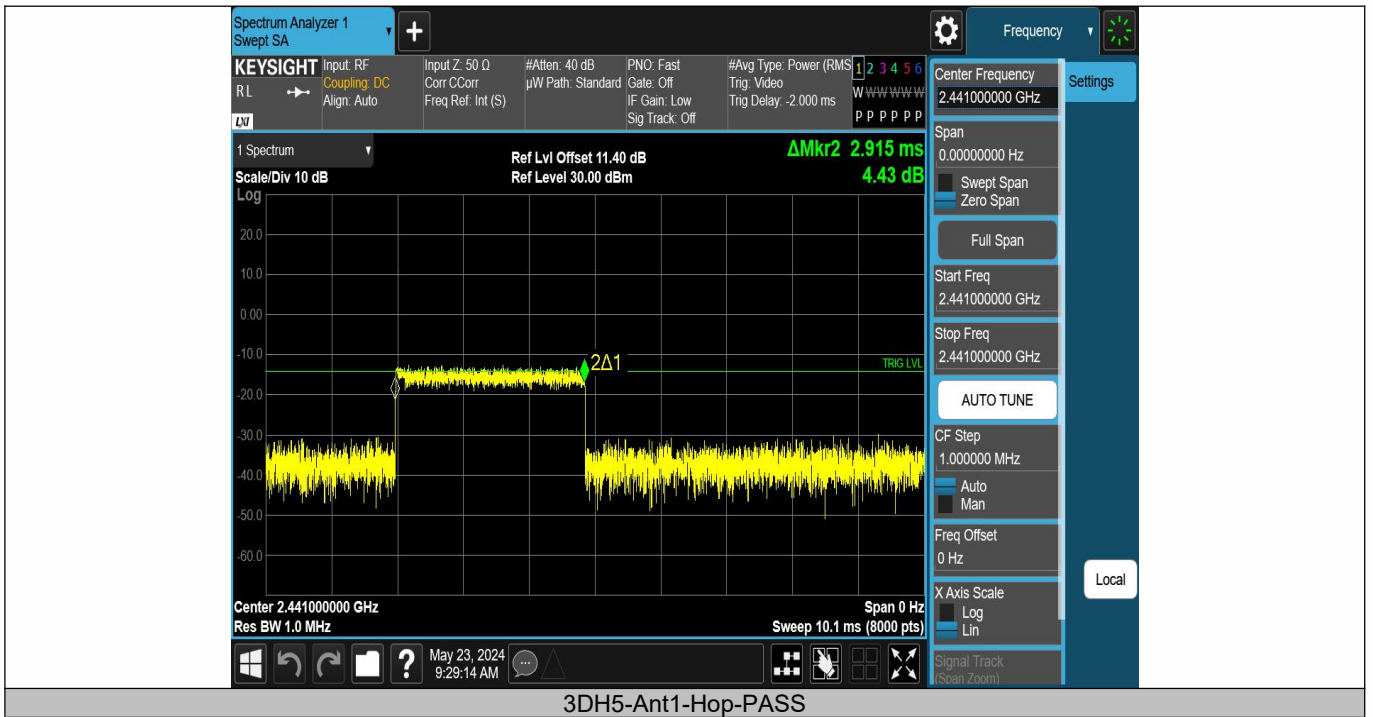 Spectrum Analyzer 1
Swept SA
+
Frequency
KEYSIGHT
R L
LXI
Input: RF
Coupling: DC
Align: Auto
Input Z: 50 Ω
Corr CCorr
Freq Ref: Int (S)
#Atten: 40 dB
µW Path: Standard
PNO: Fast
Gate: Off
IF Gain: Low
Sig Track: Off
#Avg Type: Power (RMS
Trig: Video
Trig Delay: -2.000 ms
1 2 3 4 5 6
W W W W W W
P P P P P P
1 Spectrum
Scale/Div 10 dB
Log
Ref Lvl Offset 11.40 dB
Ref Level 30.00 dBm
ΔMkr2 2.915 ms
4.43 dB
20.0
10.0
0.00
-10.0
-20.0
-30.0
-40.0
-50.0
-60.0
2Δ1
TRIG LVL
Center 2.441000000 GHz
Res BW 1.0 MHz
Span 0 Hz
Sweep 10.1 ms (8000 pts)
?
May 23, 2024
9:29:14 AM
Center Frequency
2.441000000 GHz
Span
0.00000000 Hz
Swept Span
Zero Span
Full Span
Start Freq
2.441000000 GHz
Stop Freq
2.441000000 GHz
AUTO TUNE
CF Step
1.000000 MHz
Auto
Man
Freq Offset
0 Hz
X Axis Scale
Log
Lin
Signal Track
(Span Zoom)
Settings
Local
3DH5-Ant1-Hop-PASS